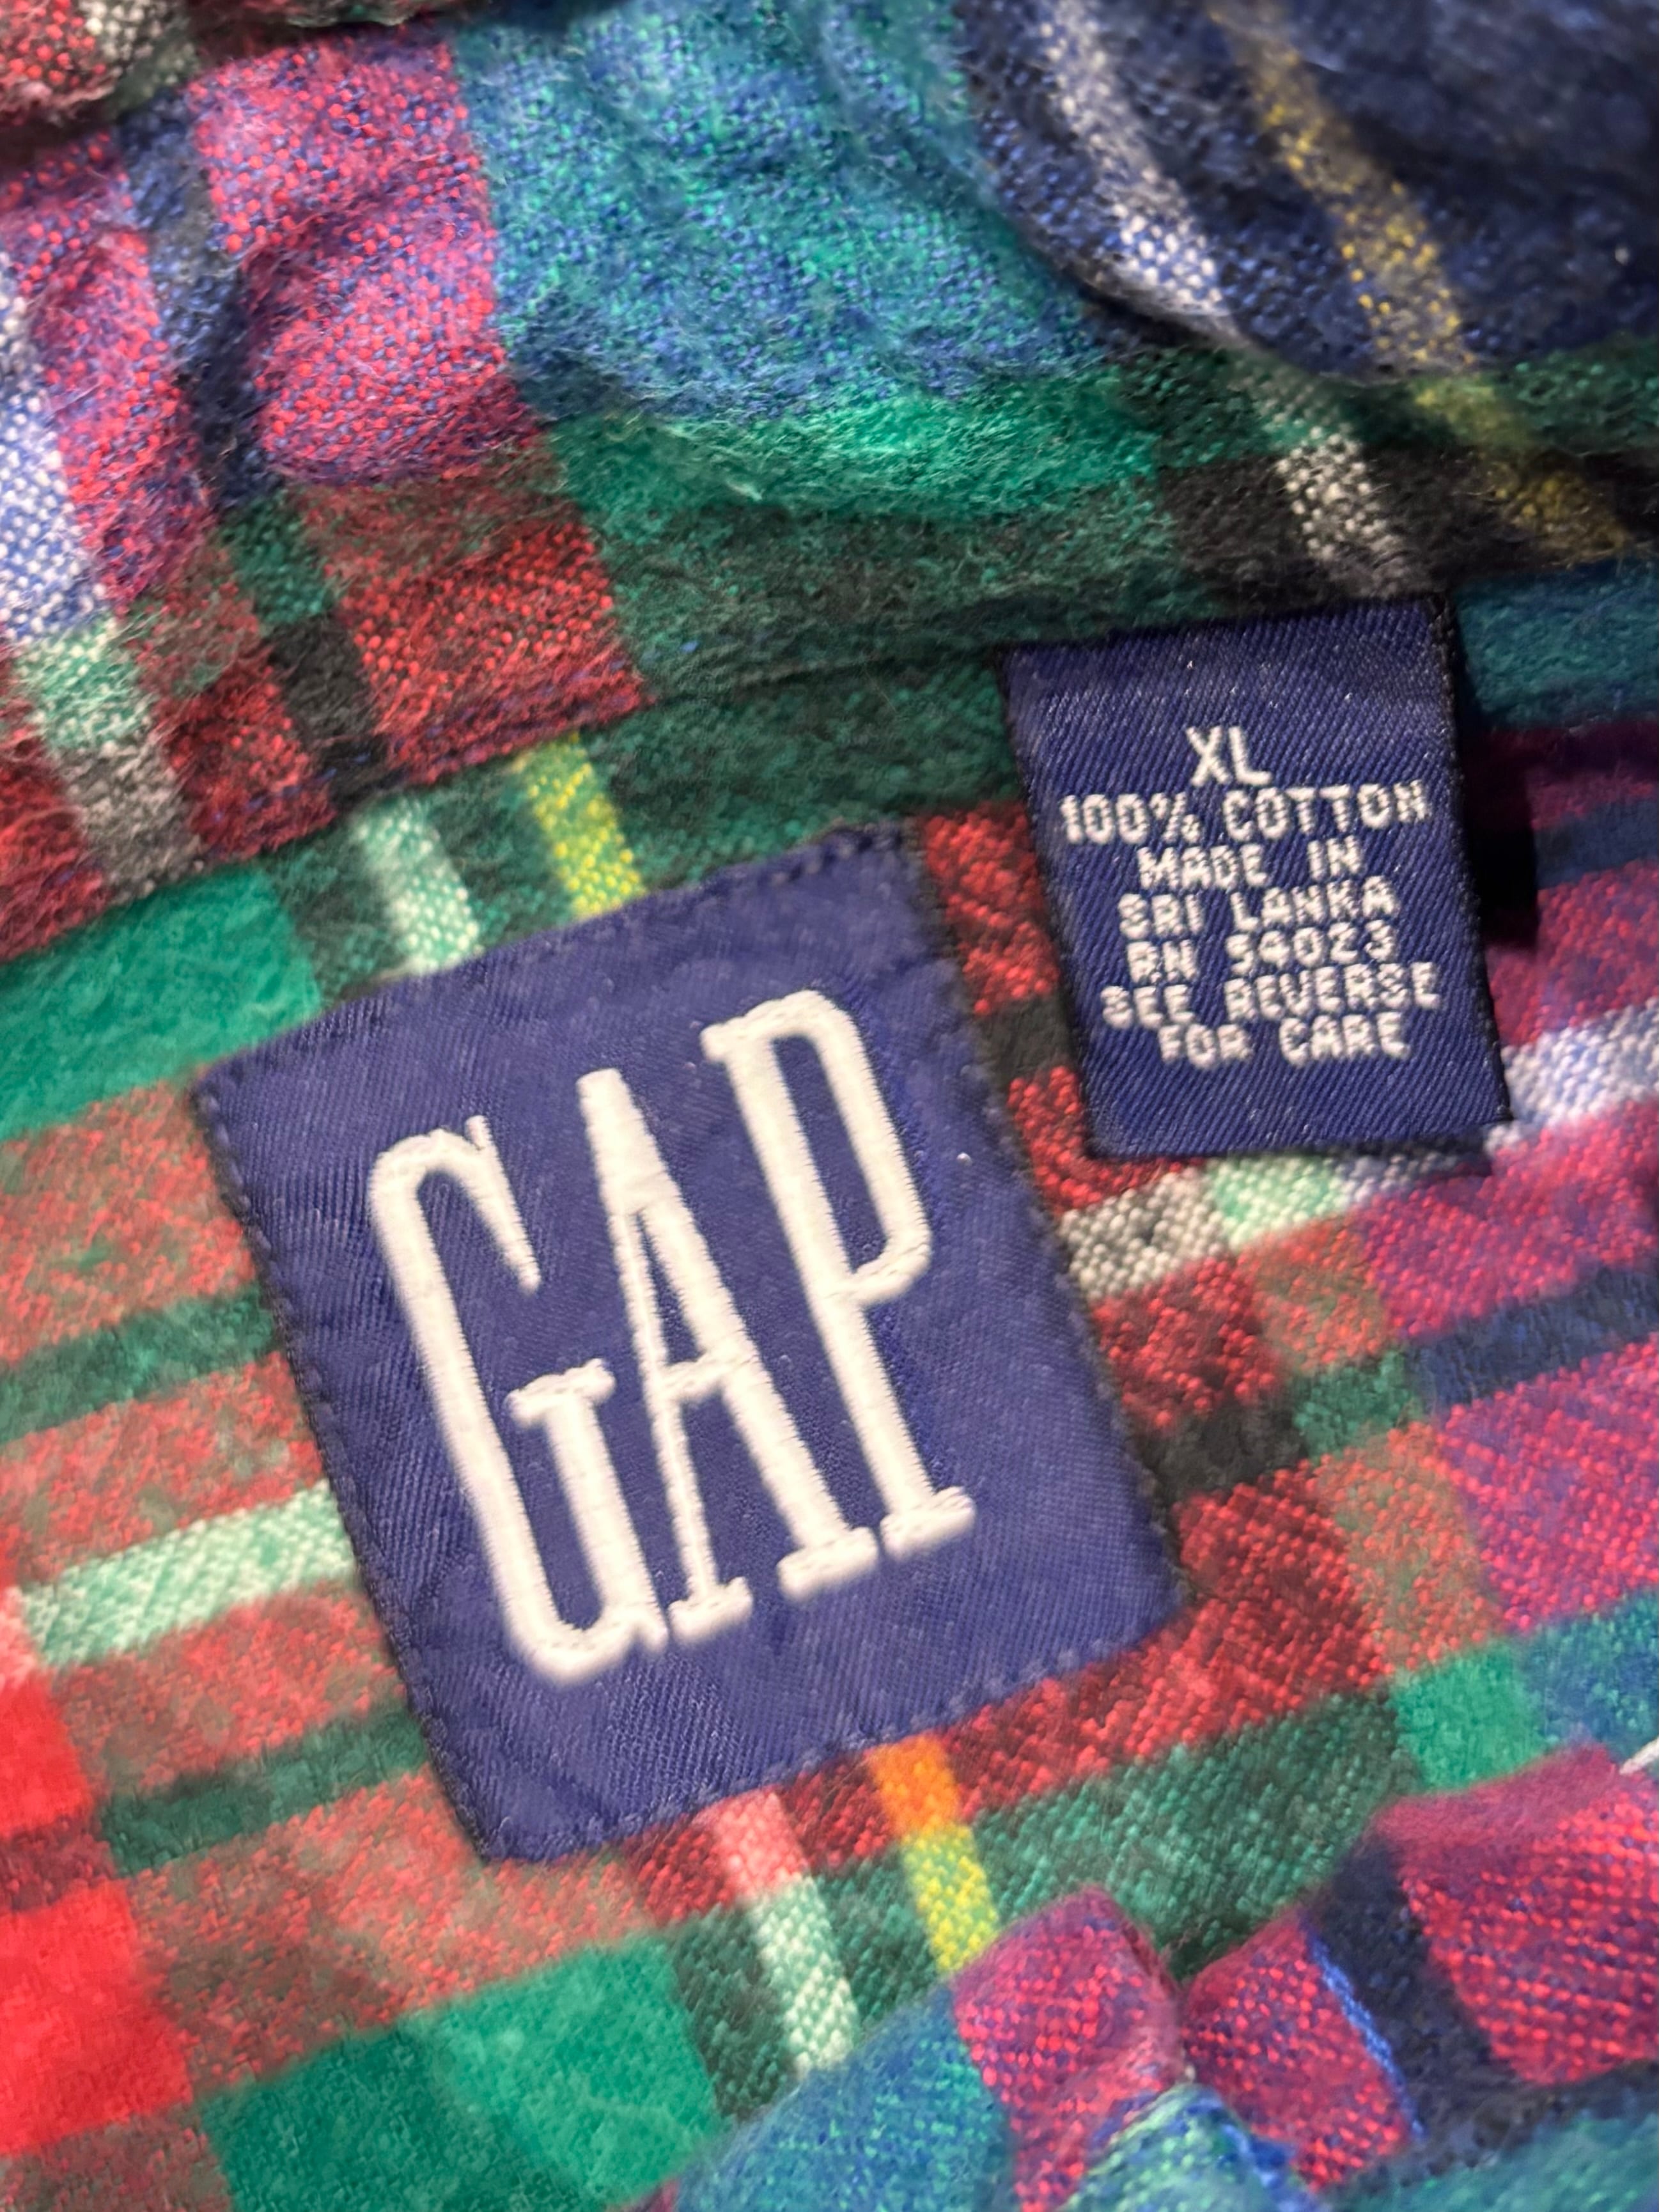 XL
100% COTTON
MADE IN
SRI LANKA
RN 54023
SEE REVERSE
FOR CARE
GAP